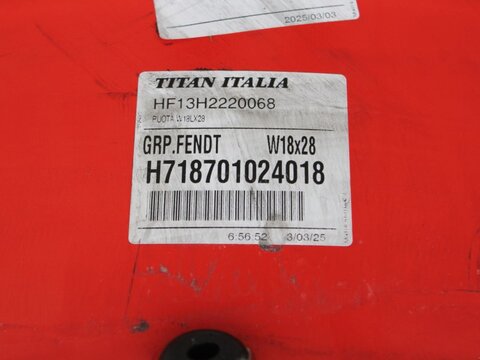 2025/03/03
TITAN ITALIA
HF13H2220068
RUOTA W18LX28
GRP.FENDT W18x28
H718701024018
6:56:52 3/03/25